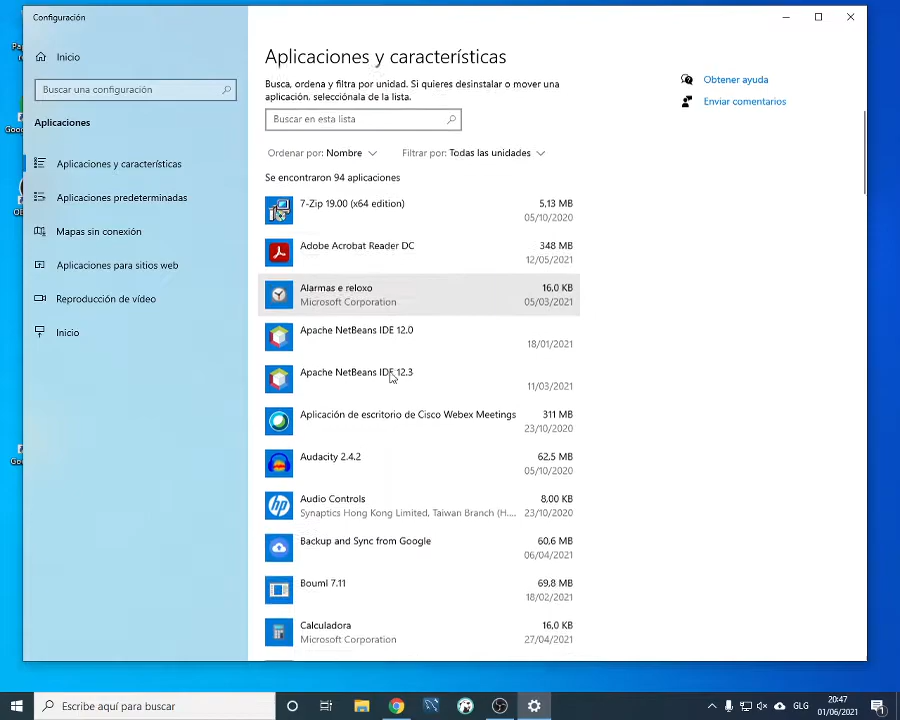 Configuración
Inicio
Buscar una configuración
Aplicaciones
Aplicaciones y características
Aplicaciones predeterminadas
Mapas sin conexión
Aplicaciones para sitios web
Reproducción de vídeo
Inicio
Aplicaciones y características
Busca, ordena y filtra por unidad. Si quieres desinstalar o mover una
aplicación, selecciónala de la lista.
Buscar en esta lista
Ordenar por: Nombre Filtrar por: Todas las unidades
Se encontraron 94 aplicaciones
7-Zip 19.00 (x64 edition) 5,13 MB
05/10/2020
Adobe Acrobat Reader DC 348 MB
12/05/2021
Alarmas e reloxo 16,0 KB
Microsoft Corporation 05/03/2021
Apache NetBeans IDE 12.0
18/01/2021
Apache NetBeans IDE 12.3
11/03/2021
Aplicación de escritorio de Cisco Webex Meetings 311 MB
23/10/2020
Audacity 2.4.2 62,5 MB
05/10/2020
Audio Controls 8,00 KB
Synaptics Hong Kong Limited, Taiwan Branch (H.... 23/10/2020
Backup and Sync from Google 60,6 MB
06/04/2021
Bouml 7.11 69,8 MB
18/02/2021
Calculadora 16,0 KB
Microsoft Corporation 27/04/2021
Obtener ayuda
Enviar comentarios
Escribe aquí para buscar
GLG
20:47
01/06/2021